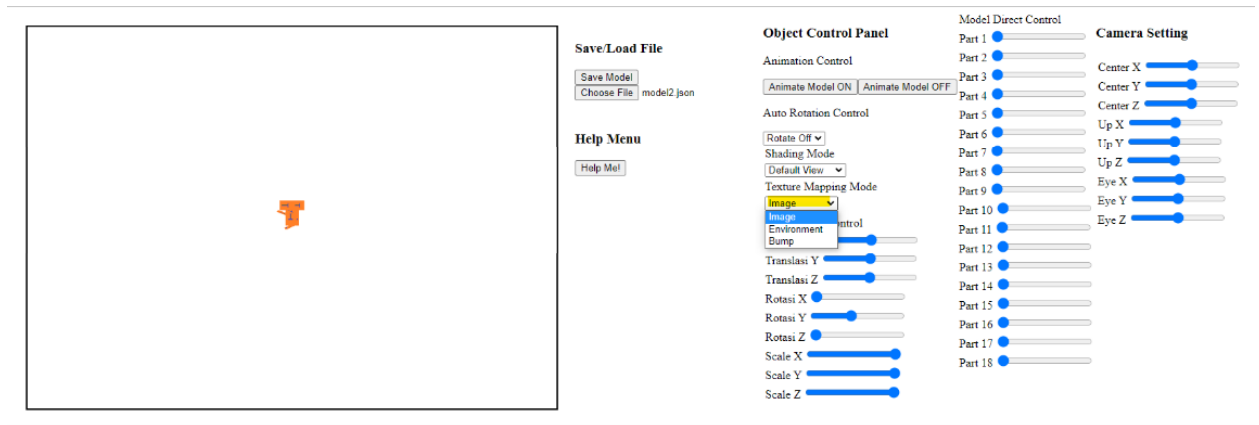 Save/Load File
Save Model
Choose File model2.json
Help Menu
Help Me!
Object Control Panel
Animation Control
Animate Model ON Animate Model OFF
Auto Rotation Control
Rotate Off
Shading Mode
Default View
Texture Mapping Mode
Image
Image
Environment
Bump
Translasi Y
Translasi Z
Rotasi X
Rotasi Y
Rotasi Z
Scale X
Scale Y
Scale Z
Model Direct Control
Part 1
Part 2
Part 3
Part 4
Part 5
Part 6
Part 7
Part 8
Part 9
Part 10
Part 11
Part 12
Part 13
Part 14
Part 15
Part 16
Part 17
Part 18
Camera Setting
Center X
Center Y
Center Z
Up X
Up Y
Up Z
Eye X
Eye Y
Eye Z